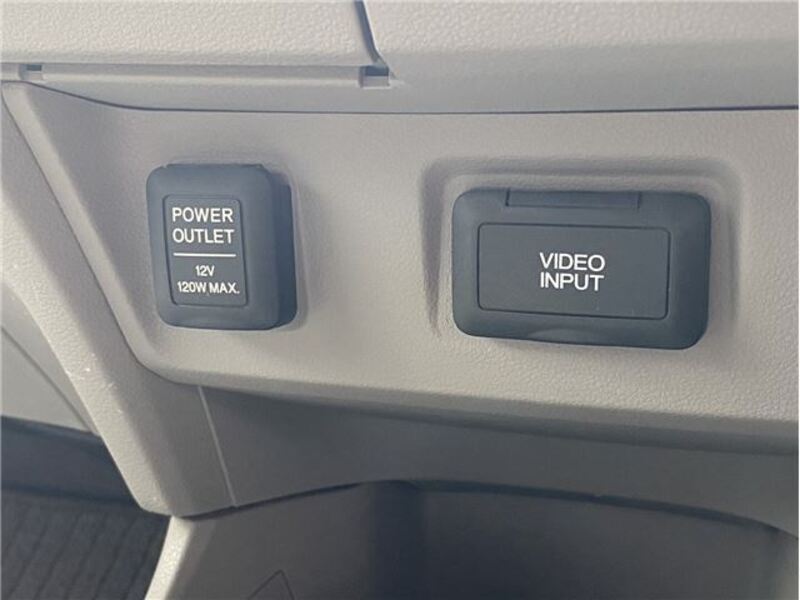 POWER
OUTLET
12V
120W MAX.
VIDEO
INPUT